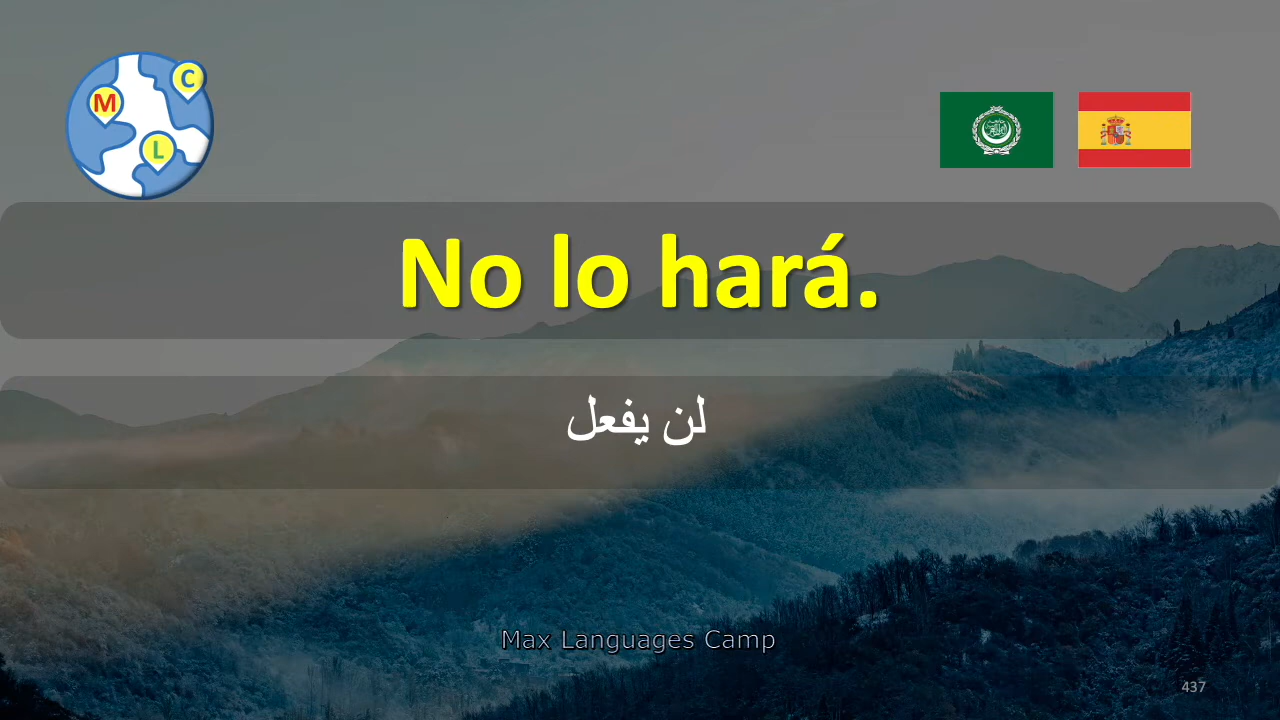 M
C
L
No lo hará.
لن يفعل
Max Languages Camp
437